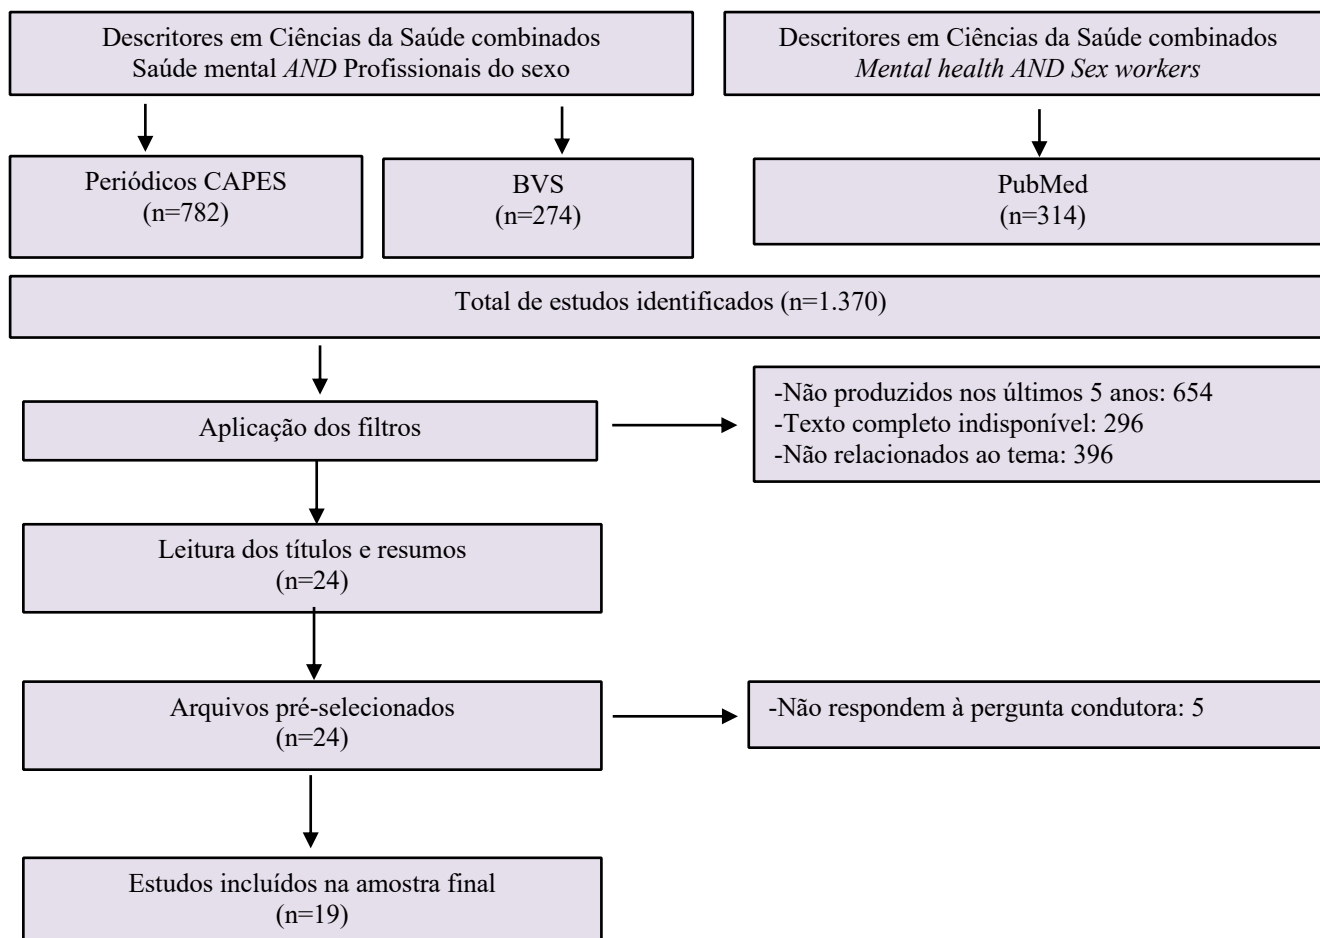 Descritores em Ciências da Saúde combinados
Saúde mental AND Profissionais do sexo
Descritores em Ciências da Saúde combinados
Mental health AND Sex workers
Periódicos CAPES
(n=782)
BVS
(n=274)
PubMed
(n=314)
Total de estudos identificados (n=1.370)
Aplicação dos filtros
-Não produzidos nos últimos 5 anos: 654
-Texto completo indisponível: 296
-Não relacionados ao tema: 396
Leitura dos títulos e resumos
(n=24)
Arquivos pré-selecionados
(n=24)
-Não respondem à pergunta condutora: 5
Estudos incluídos na amostra final
(n=19)